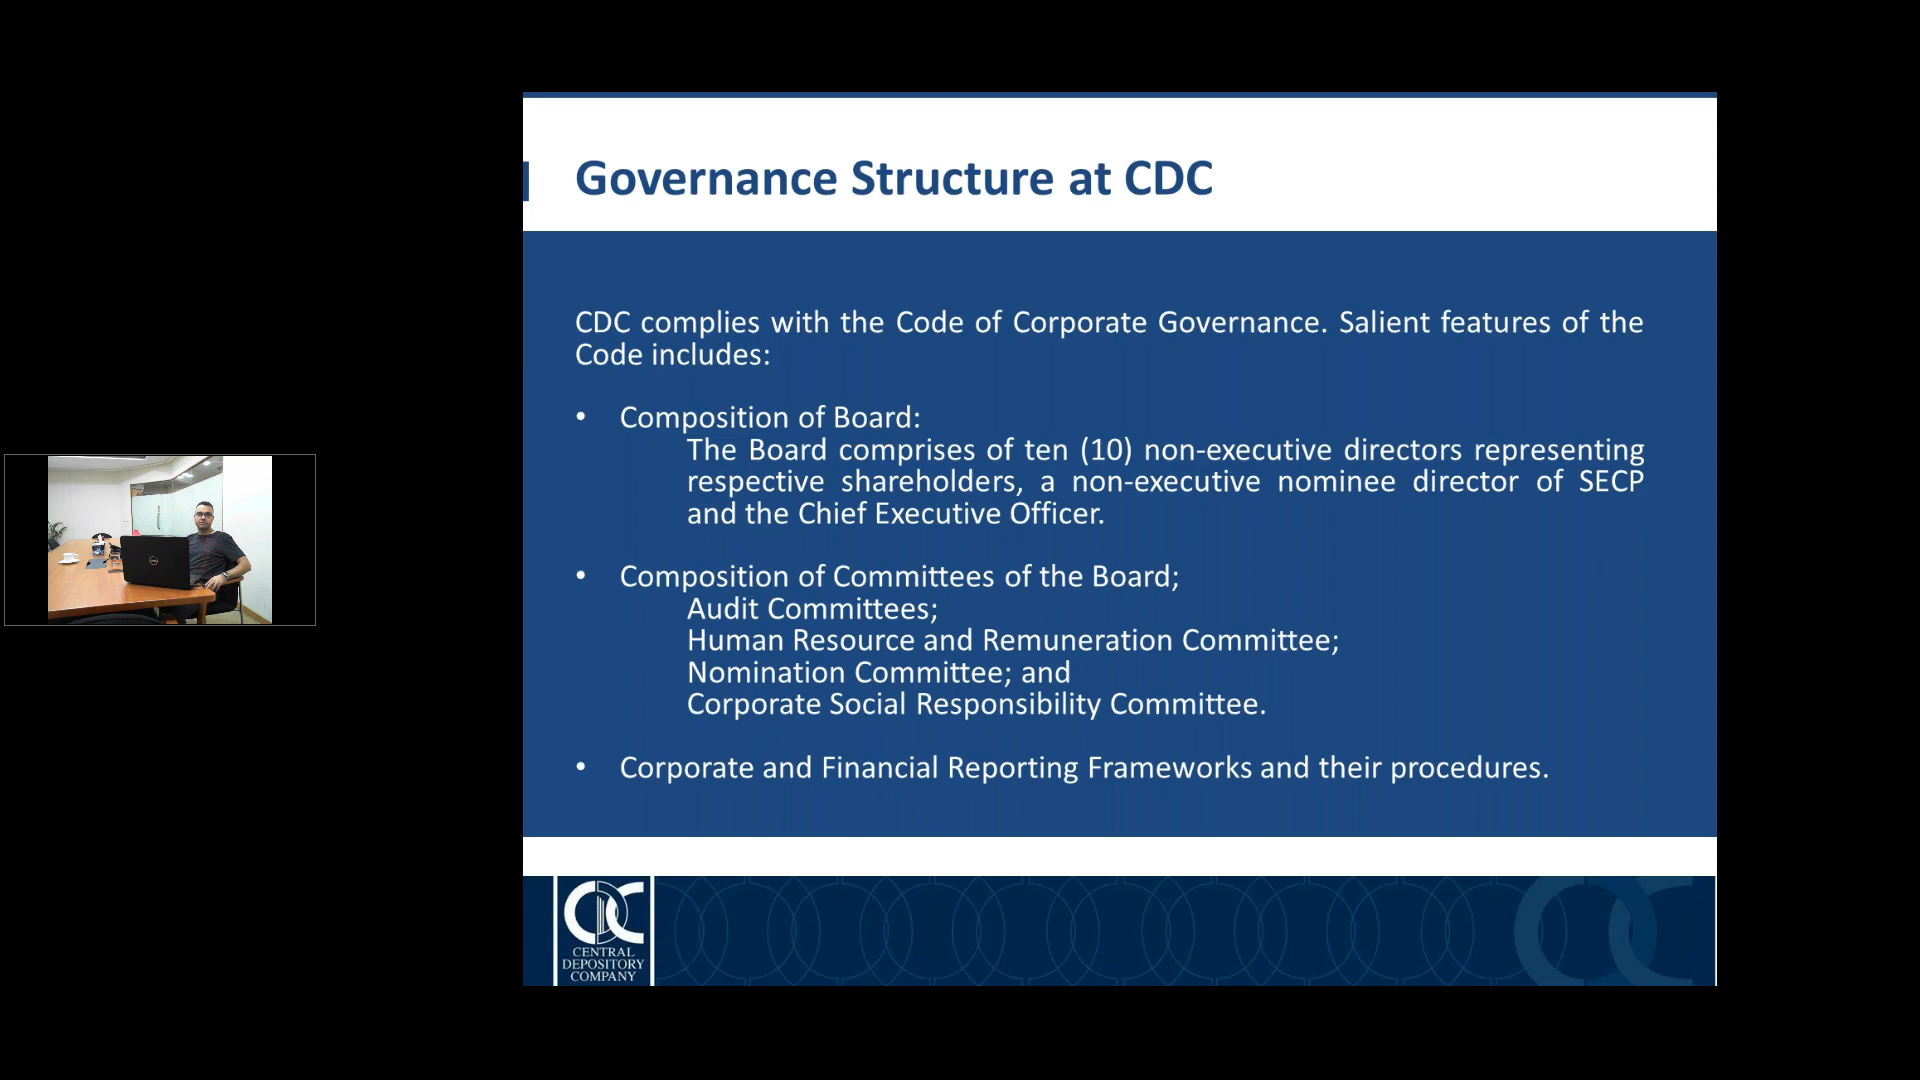 Governance Structure at CDC
CDC complies with the Code of Corporate Governance. Salient features of the
Code includes:
• Composition of Board:
The Board comprises of ten (10) non-executive directors representing
respective shareholders, a non-executive nominee director of SECP
and the Chief Executive Officer.
• Composition of Committees of the Board;
Audit Committees;
Human Resource and Remuneration Committee;
Nomination Committee; and
Corporate Social Responsibility Committee.
• Corporate and Financial Reporting Frameworks and their procedures.
CENTRAL
DEPOSITORY
COMPANY